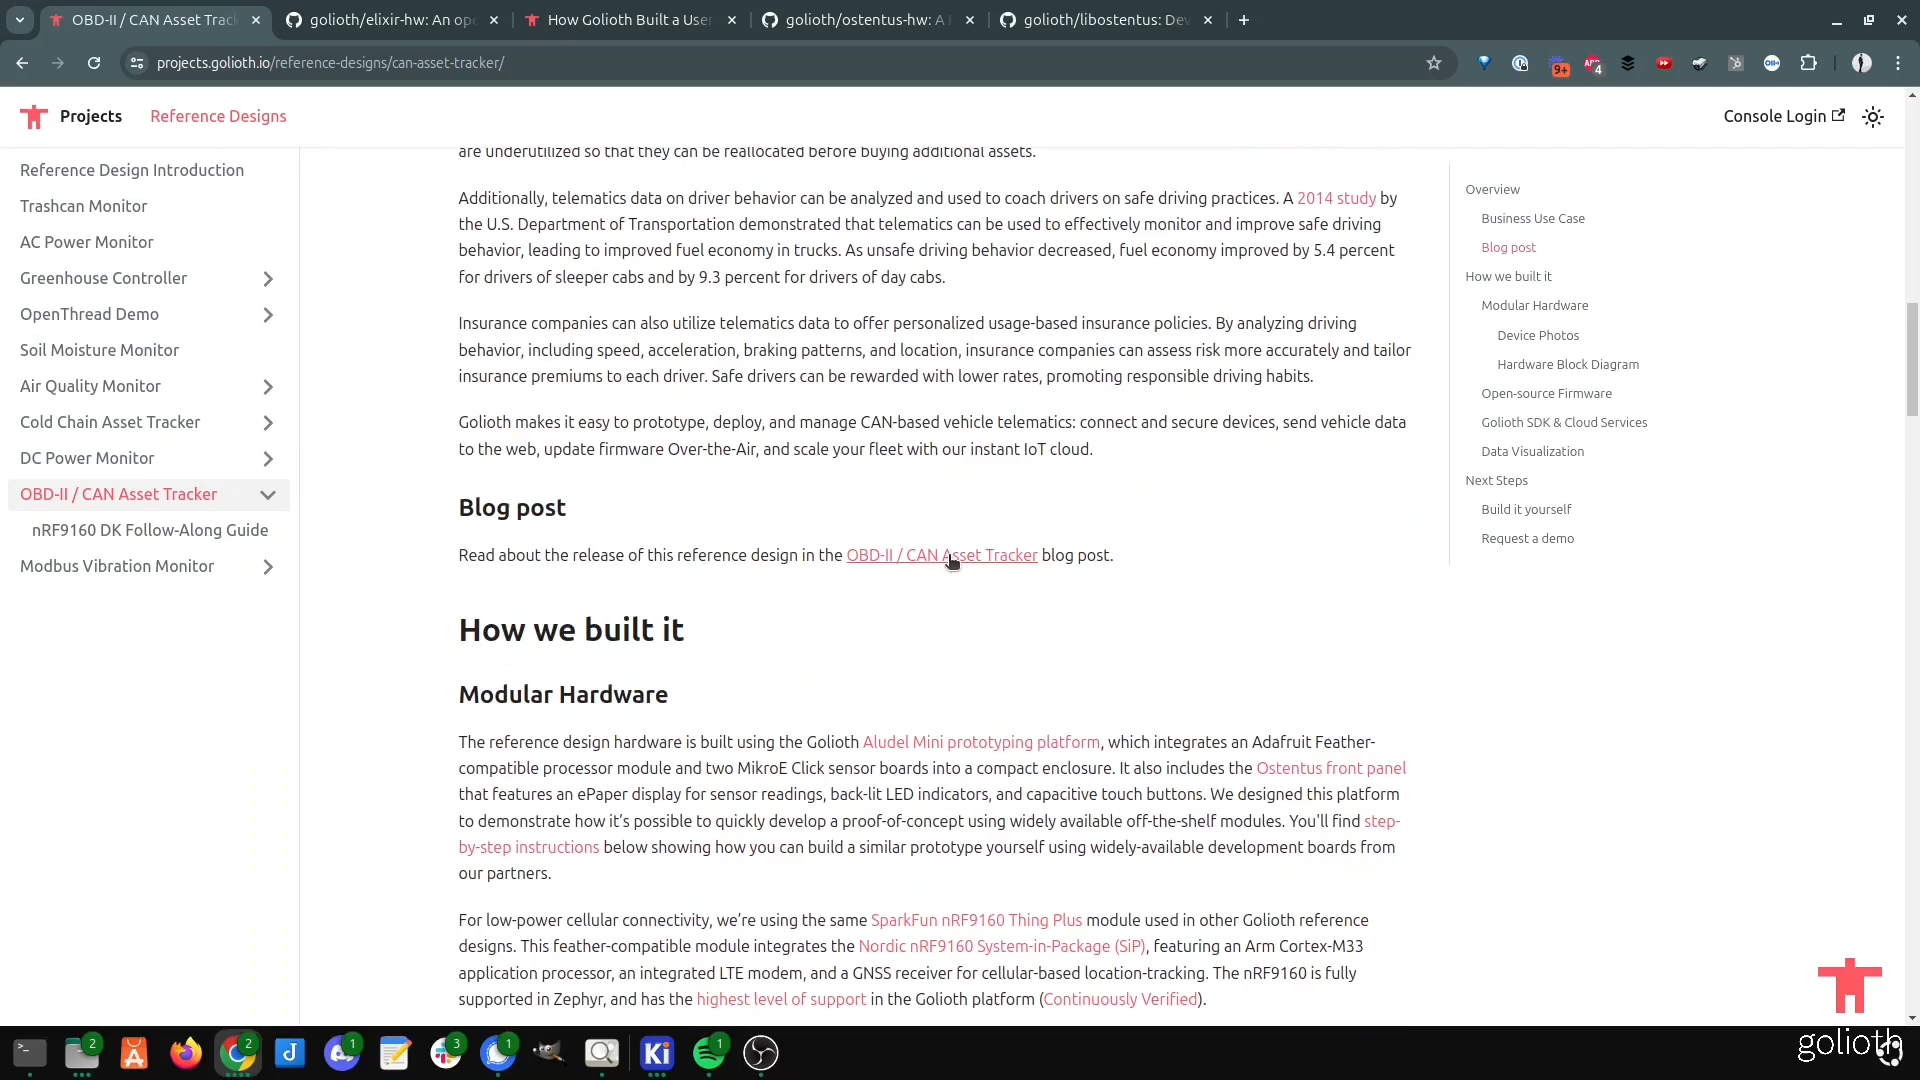 OBD-II / CAN Asset Track
golioth/elixir-hw: An ope
How Golioth Built a User
golioth/ostentus-hw: A
golioth/libostentus: Dev
projects.golioth.io/reference-designs/can-asset-tracker/
9+
4
Projects
Reference Designs
Console Login
Reference Design Introduction
Trashcan Monitor
AC Power Monitor
Greenhouse Controller
OpenThread Demo
Soil Moisture Monitor
Air Quality Monitor
Cold Chain Asset Tracker
DC Power Monitor
OBD-II / CAN Asset Tracker
nRF9160 DK Follow-Along Guide
Modbus Vibration Monitor
are underutilized so that they can be reallocated before buying additional assets.
Additionally, telematics data on driver behavior can be analyzed and used to coach drivers on safe driving practices. A 2014 study by
the U.S. Department of Transportation demonstrated that telematics can be used to effectively monitor and improve safe driving
behavior, leading to improved fuel economy in trucks. As unsafe driving behavior decreased, fuel economy improved by 5.4 percent
for drivers of sleeper cabs and by 9.3 percent for drivers of day cabs.
Insurance companies can also utilize telematics data to offer personalized usage-based insurance policies. By analyzing driving
behavior, including speed, acceleration, braking patterns, and location, insurance companies can assess risk more accurately and tailor
insurance premiums to each driver. Safe drivers can be rewarded with lower rates, promoting responsible driving habits.
Golioth makes it easy to prototype, deploy, and manage CAN-based vehicle telematics: connect and secure devices, send vehicle data
to the web, update firmware Over-the-Air, and scale your fleet with our instant IoT cloud.
Blog post
Read about the release of this reference design in the OBD-II / CAN Asset Tracker blog post.
How we built it
Modular Hardware
The reference design hardware is built using the Golioth Aludel Mini prototyping platform, which integrates an Adafruit Feather-
compatible processor module and two MikroE Click sensor boards into a compact enclosure. It also includes the Ostentus front panel
that features an ePaper display for sensor readings, back-lit LED indicators, and capacitive touch buttons. We designed this platform
to demonstrate how it’s possible to quickly develop a proof-of-concept using widely available off-the-shelf modules. You'll find step-
by-step instructions below showing how you can build a similar prototype yourself using widely-available development boards from
our partners.
For low-power cellular connectivity, we’re using the same SparkFun nRF9160 Thing Plus module used in other Golioth reference
designs. This feather-compatible module integrates the Nordic nRF9160 System-in-Package (SiP), featuring an Arm Cortex-M33
application processor, an integrated LTE modem, and a GNSS receiver for cellular-based location-tracking. The nRF9160 is fully
supported in Zephyr, and has the highest level of support in the Golioth platform (Continuously Verified).
Overview
Business Use Case
Blog post
How we built it
Modular Hardware
Device Photos
Hardware Block Diagram
Open-source Firmware
Golioth SDK & Cloud Services
Data Visualization
Next Steps
Build it yourself
Request a demo
2
2
J
1
3
1
Ki
1
golioth